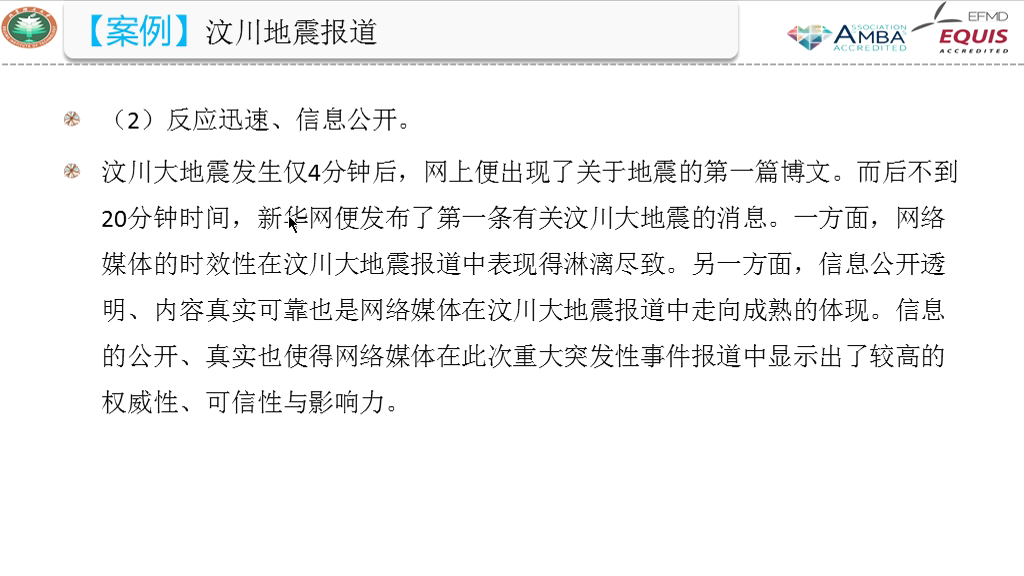 【案例】汶川地震报道
ASSOCIATION
AMBA
ACCREDITED
EFMD
EQUIS
ACCREDITED
（2）反应迅速、信息公开。
汶川大地震发生仅4分钟后，网上便出现了关于地震的第一篇博文。而后不到
20分钟时间，新华网便发布了第一条有关汶川大地震的消息。一方面，网络
媒体的时效性在汶川大地震报道中表现得淋漓尽致。另一方面，信息公开透
明、内容真实可靠也是网络媒体在汶川大地震报道中走向成熟的体现。信息
的公开、真实也使得网络媒体在此次重大突发性事件报道中显示出了较高的
权威性、可信性与影响力。